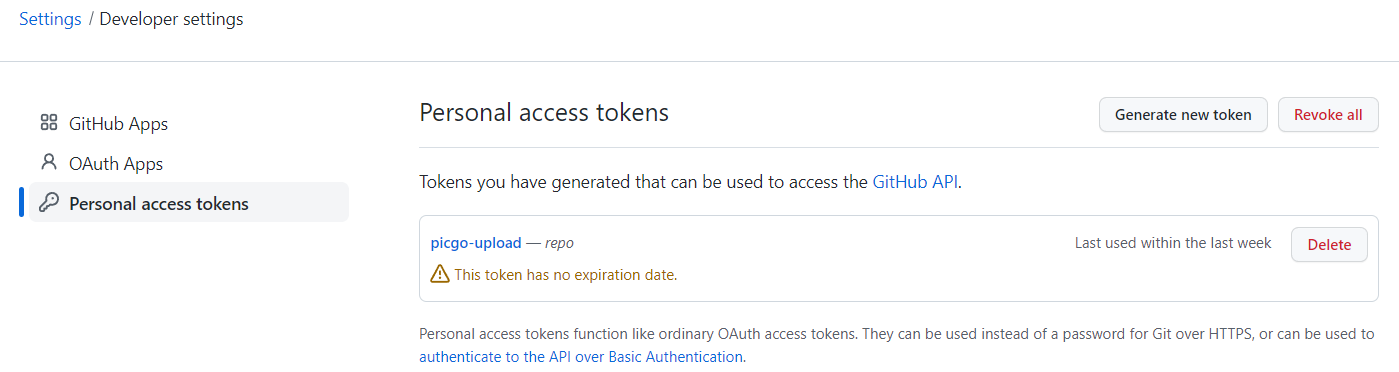 Settings / Developer settings
GitHub Apps
OAuth Apps
Personal access tokens
Personal access tokens
Generate new token
Revoke all
Tokens you have generated that can be used to access the GitHub API.
picgo-upload — repo
Last used within the last week
Delete
This token has no expiration date.
Personal access tokens function like ordinary OAuth access tokens. They can be used instead of a password for Git over HTTPS, or can be used to
authenticate to the API over Basic Authentication.